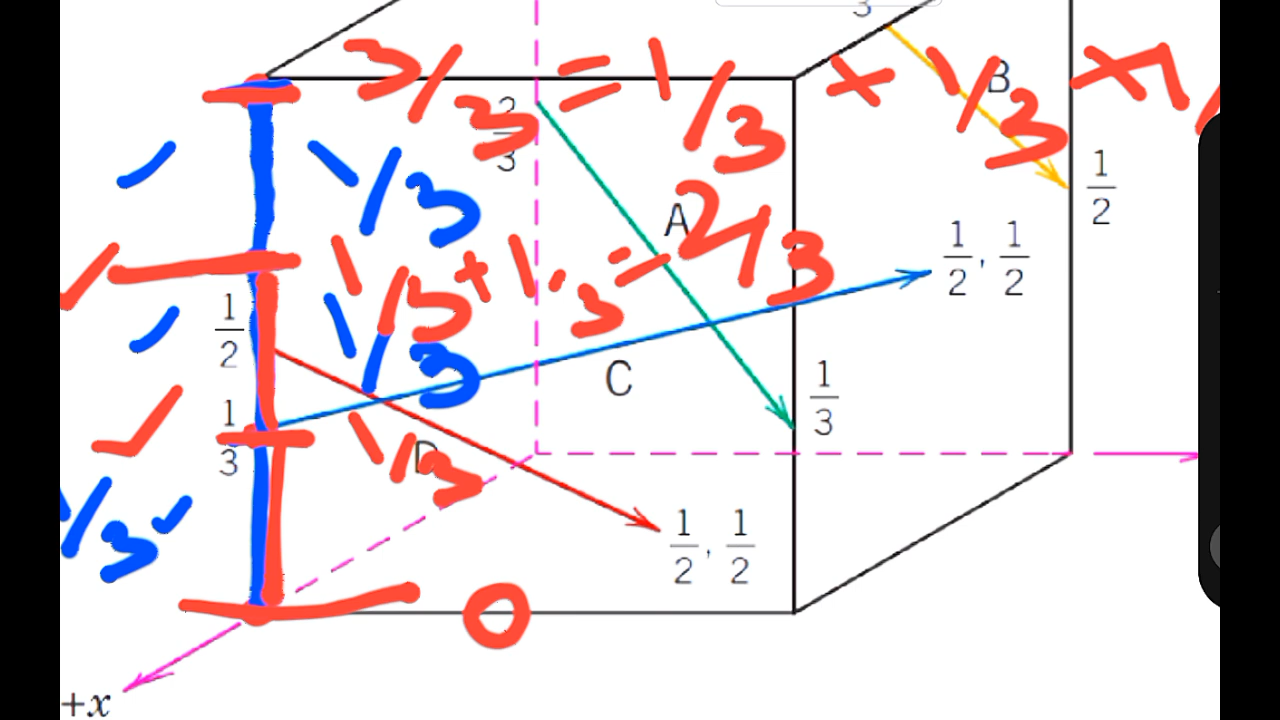 3
3/3 = 1/3 + 1/3 +1/
B
2
3
1
2
1/3
A
1/3 + 1/3 = 2/3
1/2, 1/2
1
2
1/3
C
1
3
1
3
D
1/3
1/3
1/2, 1/2
0
+x